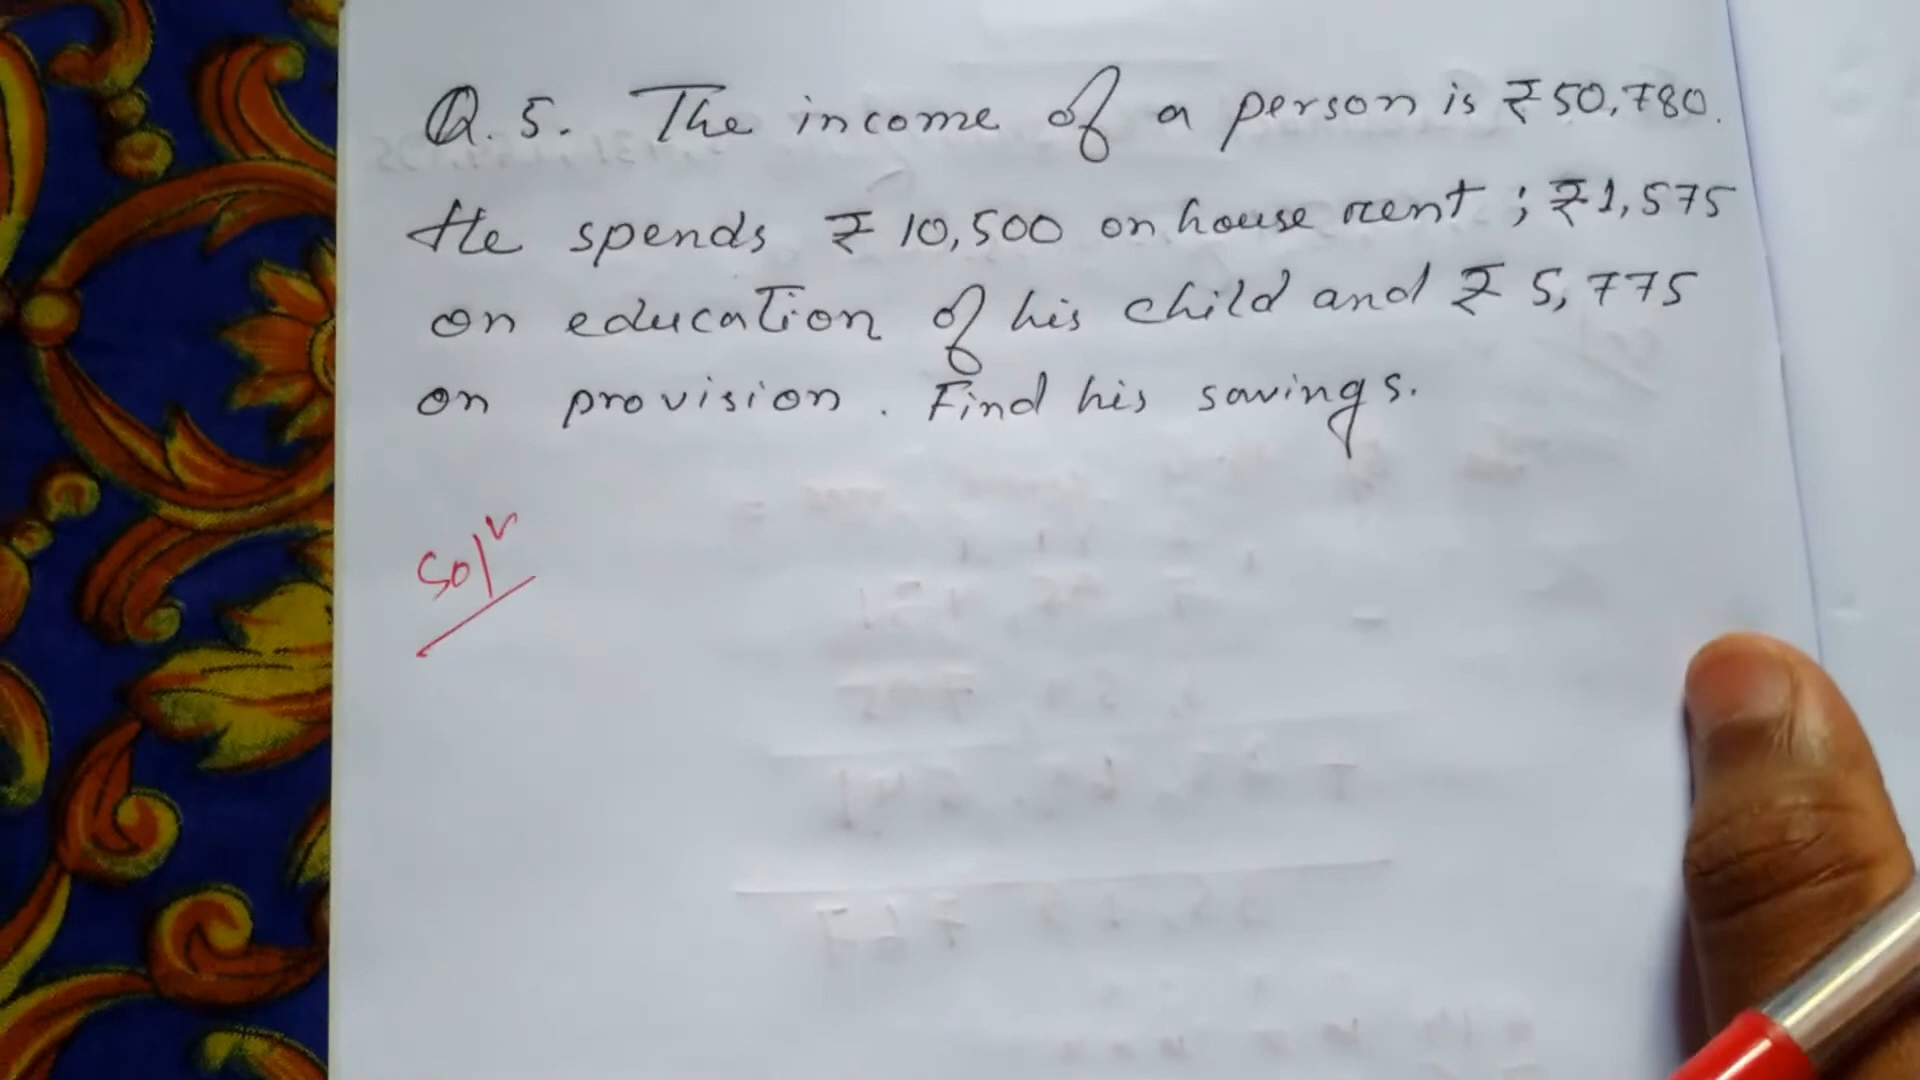 Q.5. The income of a person is ₹50,780.
He spends ₹ 10,500 on house rent ; ₹1,575
on education of his child and ₹ 5,775
on provision. Find his savings.
Solⁿ